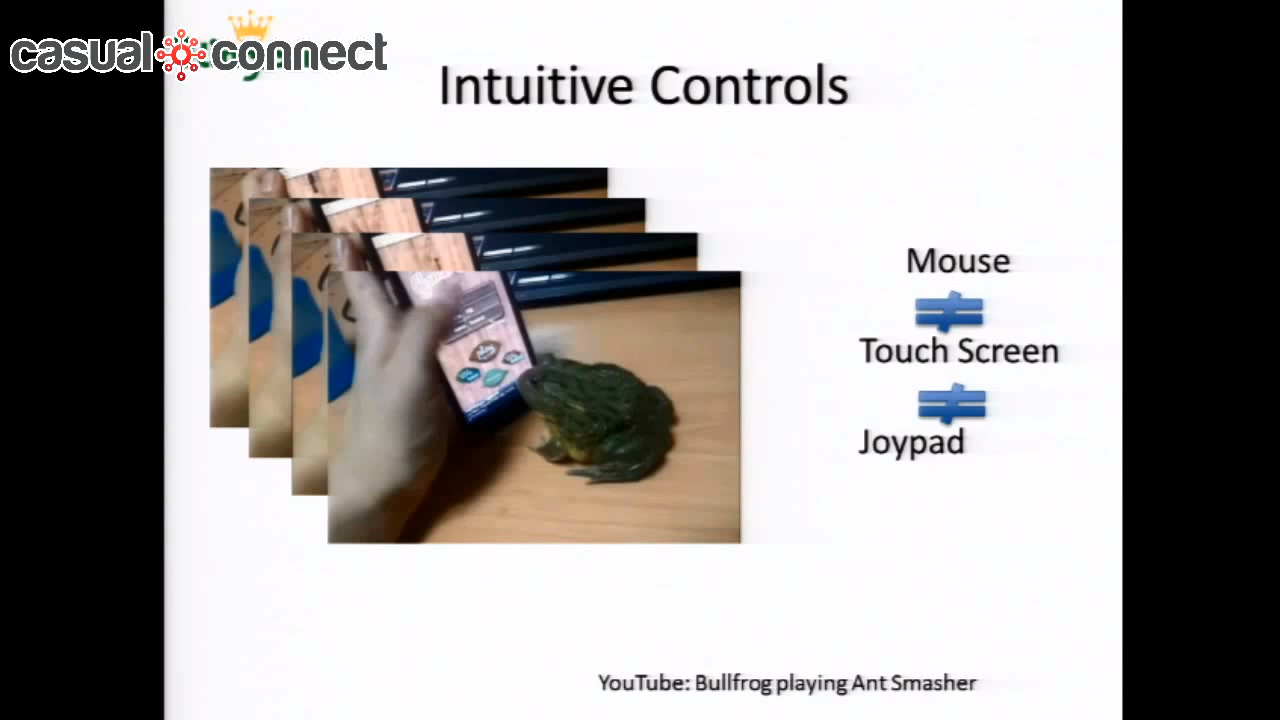 casual connect
Intuitive Controls
Mouse
≠
Touch Screen
≠
Joypad
YouTube: Bullfrog playing Ant Smasher